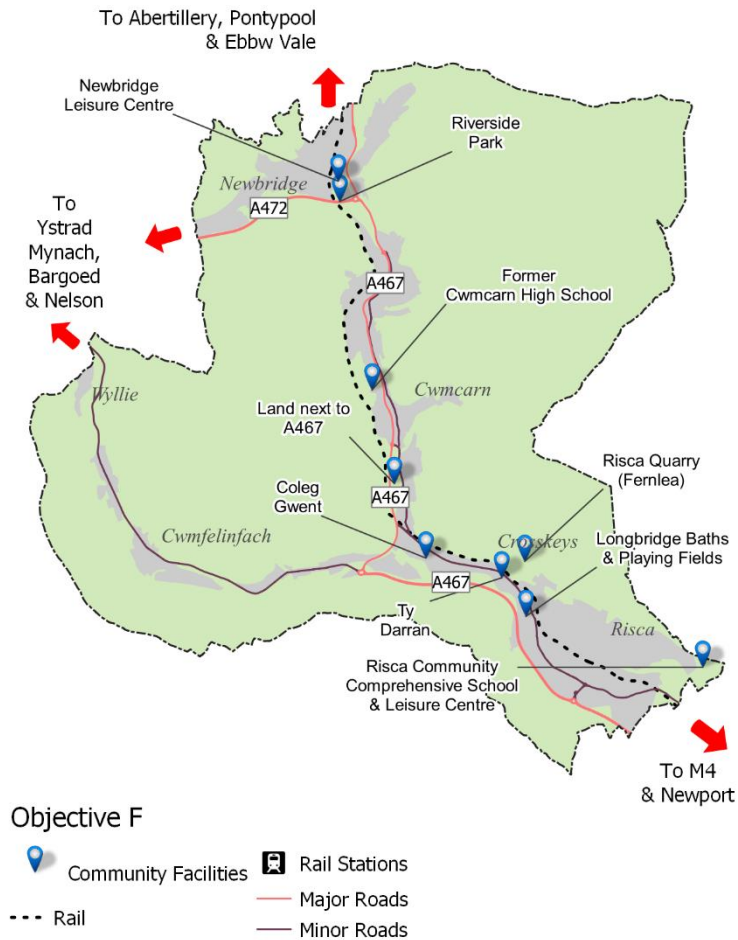 To Abertillery, Pontypool
& Ebbw Vale
Newbridge
Leisure Centre
Riverside
Park
Newbridge
A472
To
Ystrad
Mynach,
Bargoed
& Nelson
A467
Former
Cwmcarn High School
Wyllie
Cwmcarn
Land next to
A467
Risca Quarry
(Fernlea)
Coleg
Gwent
A467
Cwmfelinfach
Crosskeys
Longbridge Baths
& Playing Fields
A467
Ty
Darran
Risca
Risca Community
Comprehensive School
& Leisure Centre
To M4
& Newport
Objective F
Community Facilities
Rail Stations
Major Roads
Rail
Minor Roads